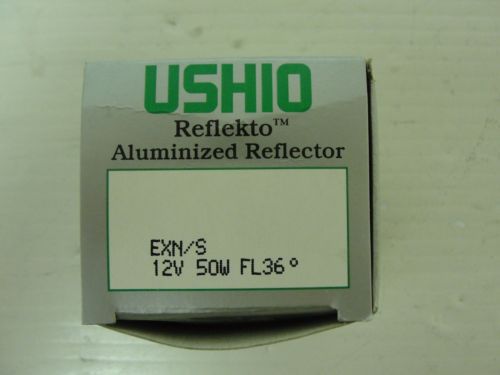 USHIO
Reflekto™
Aluminized Reflector
EXN/S
12V 50W FL36°